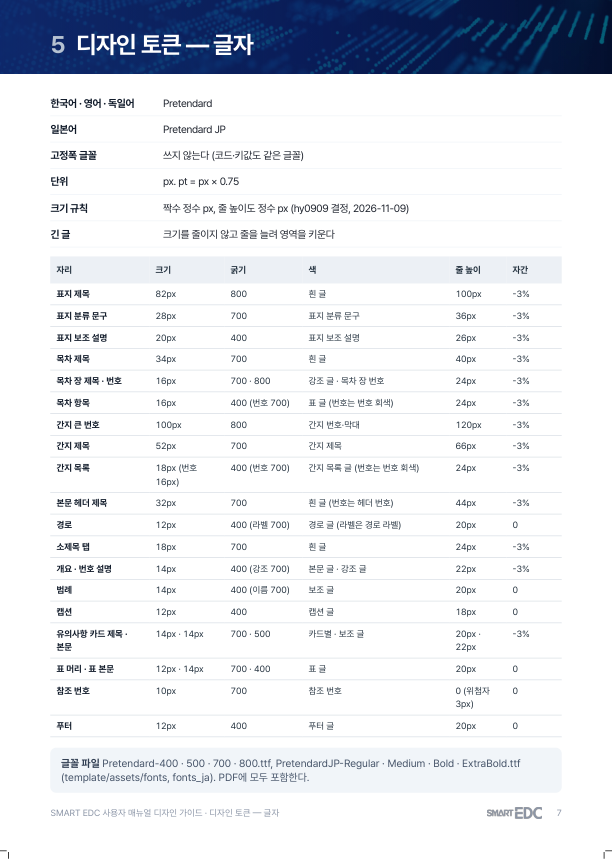 5 디자인 토큰 — 글자
한국어 · 영어 · 독일어 Pretendard
일본어 Pretendard JP
고정폭 글꼴 쓰지 않는다 (코드·키값도 같은 글꼴)
단위 px. pt = px × 0.75
크기 규칙 짝수 정수 px, 줄 높이도 정수 px (hy0909 결정, 2026-11-09)
긴 글 크기를 줄이지 않고 줄을 늘려 영역을 키운다
자리 크기 굵기 색 줄 높이 자간
표지 제목 82px 800 흰 글 100px -3%
표지 분류 문구 28px 700 표지 분류 문구 36px -3%
표지 보조 설명 20px 400 표지 보조 설명 26px -3%
목차 제목 34px 700 흰 글 40px -3%
목차 장 제목 · 번호 16px 700 · 800 강조 글 · 목차 장 번호 24px -3%
목차 항목 16px 400 (번호 700) 표 글 (번호는 번호 회색) 24px -3%
간지 큰 번호 100px 800 간지 번호·막대 120px -3%
간지 제목 52px 700 간지 제목 66px -3%
간지 목록 18px (번호 400 (번호 700) 간지 목록 글 (번호는 번호 회색) 24px -3%
16px)
본문 헤더 제목 32px 700 흰 글 (번호는 헤더 번호) 44px -3%
경로 12px 400 (라벨 700) 경로 글 (라벨은 경로 라벨) 20px 0
소제목 탭 18px 700 흰 글 24px -3%
개요 · 번호 설명 14px 400 (강조 700) 본문 글 · 강조 글 22px -3%
범례 14px 400 (이름 700) 보조 글 20px 0
캡션 12px 400 캡션 글 18px 0
유의사항 카드 제목 · 14px · 14px 700 · 500 카드별 · 보조 글 20px · -3%
본문 22px
표 머리 · 표 본문 12px · 14px 700 · 400 표 글 20px 0
참조 번호 10px 700 참조 번호 0 (위첨자 0
3px)
푸터 12px 400 푸터 글 20px 0
글꼴 파일 Pretendard-400 · 500 · 700 · 800.ttf, PretendardJP-Regular · Medium · Bold · ExtraBold.ttf
(template/assets/fonts, fonts_ja). PDF에 모두 포함한다.
SMART EDC 사용자 매뉴얼 디자인 가이드 · 디자인 토큰 — 글자 SMART EDC 7